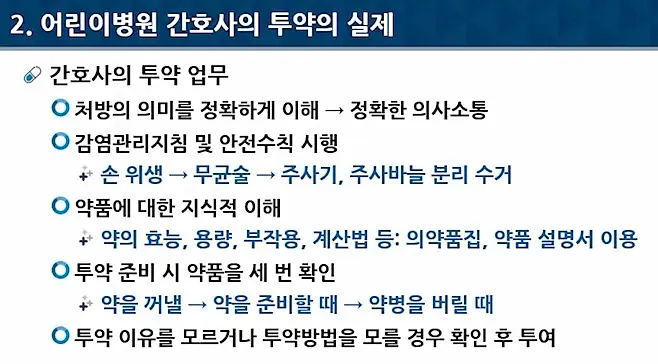 2. 어린이병원 간호사의 투약의 실제
간호사의 투약 업무
처방의 의미를 정확하게 이해 → 정확한 의사소통
감염관리지침 및 안전수칙 시행
손 위생 → 무균술 → 주사기, 주사바늘 분리 수거
약품에 대한 지식적 이해
약의 효능, 용량, 부작용, 계산법 등: 의약품집, 약품 설명서 이용
투약 준비 시 약품을 세 번 확인
약을 꺼낼 → 약을 준비할 때 → 약병을 버릴 때
투약 이유를 모르거나 투약방법을 모를 경우 확인 후 투여